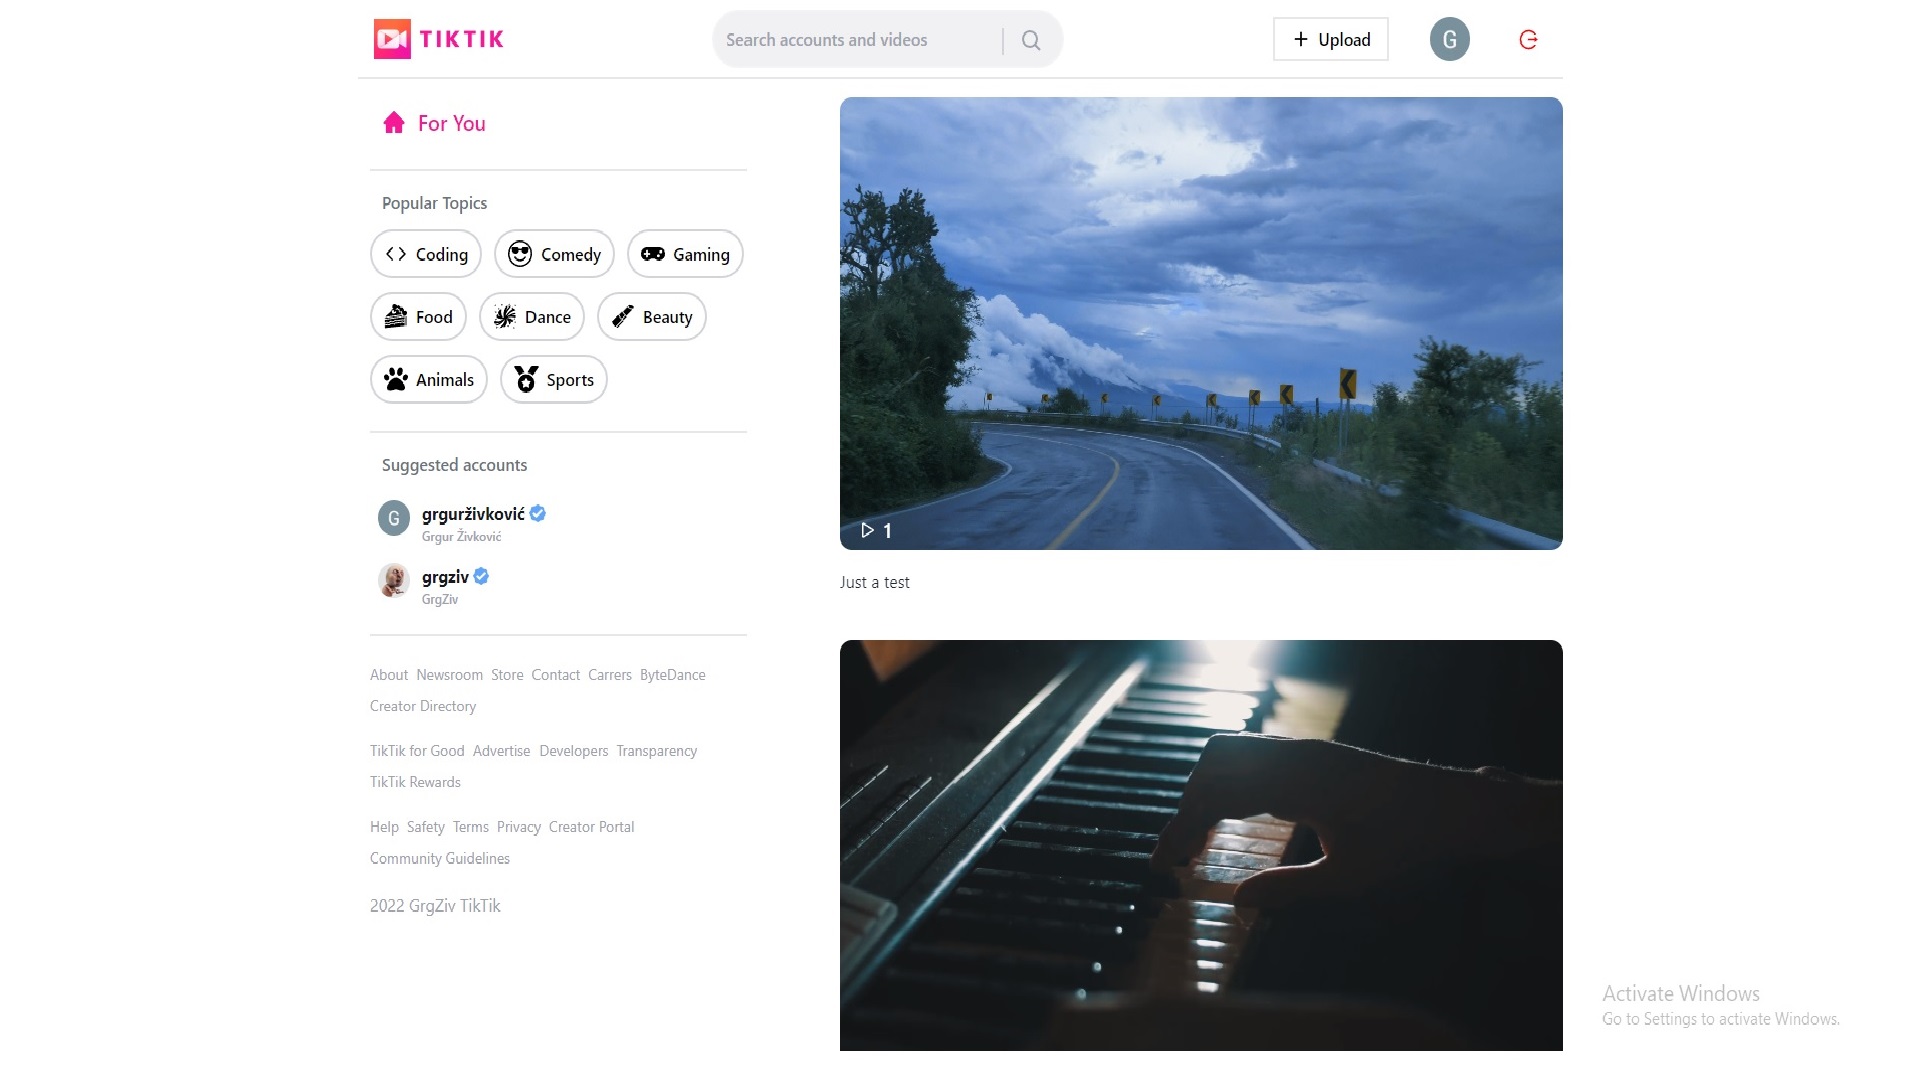 TIKTIK
Search accounts and videos
Upload
G
For You
Popular Topics
Coding
Comedy
Gaming
Food
Dance
Beauty
Animals
Sports
Suggested accounts
G
grgurživković
Grgur Živković
grgziv
GrgZiv
About Newsroom Store Contact Carrers ByteDance
Creator Directory
TikTik for Good Advertise Developers Transparency
TikTik Rewards
Help Safety Terms Privacy Creator Portal
Community Guidelines
2022 GrgZiv TikTik
1
Just a test
Activate Windows
Go to Settings to activate Windows.